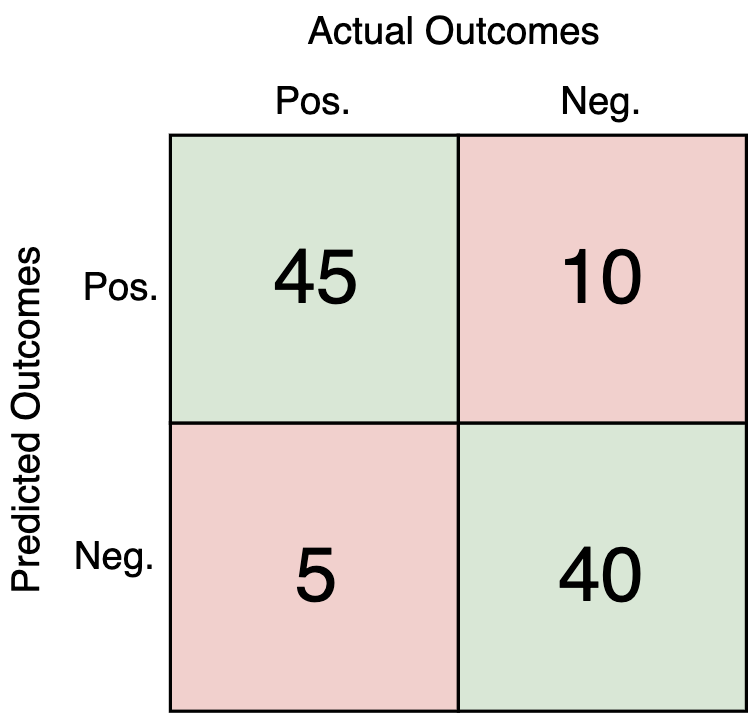 Actual Outcomes
Pos. Neg.
Predicted Outcomes
Pos. 45 10
Neg. 5 40